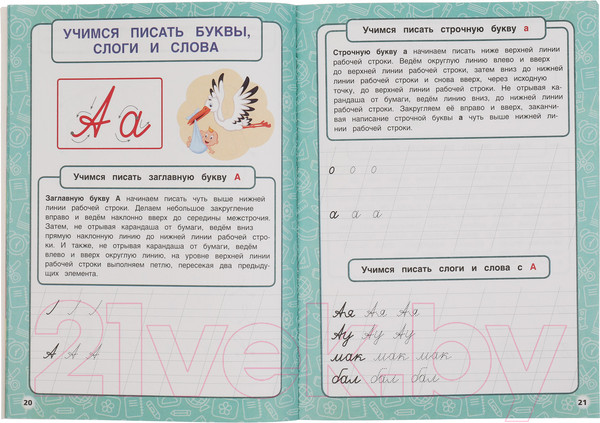 УЧИМСЯ ПИСАТЬ БУКВЫ,
СЛОГИ И СЛОВА
Аа
Учимся писать заглавную букву А
Заглавную букву А начинаем писать чуть выше нижней
линии рабочей строки. Делаем небольшое закругление
вправо и ведём наклонно вверх до середины межстрочия.
Затем, не отрывая карандаша от бумаги, ведём вниз
прямую наклонную линию до нижней линии рабочей стро-
ки. И также, не отрывая карандаша от бумаги, ведём
влево и вверх округлую линию, на уровне верхней линии
рабочей строки выполняем петлю, пересекая два предыду-
щих элемента.
А А А
20
Учимся писать строчную букву а
Строчную букву а начинаем писать ниже верхней линии
рабочей строки. Ведём округлую линию влево и вверх
до верхней линии рабочей строки, затем вниз до нижней
линии рабочей строки и снова вверх, через исходную
точку, до верхней линии рабочей строки. Не отрывая ка-
рандаша от бумаги, ведём линию вниз, до нижней линии
рабочей строки. Закругляем её вправо и вверх, заканчи-
вая написание строчной буквы а чуть выше нижней ли-
нии рабочей строки.
о о о
а а а
Учимся писать слоги и слова с А
Ая Ая Ая
Ау Ау Ау
мак мак мак
бал бал бал
21
21vek.by